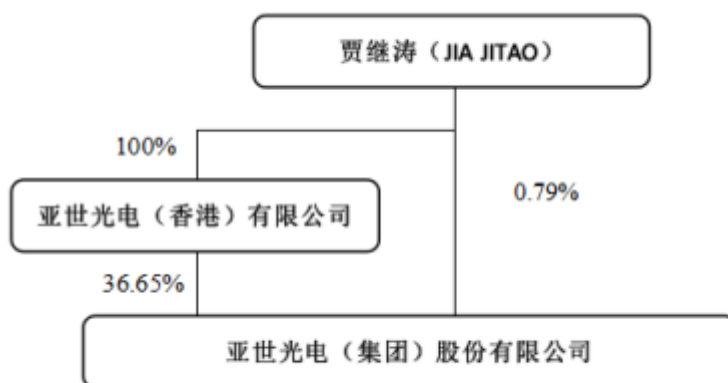 贾继涛（JIA JITAO）
100%
0.79%
亚世光电（香港）有限公司
36.65%
亚世光电（集团）股份有限公司